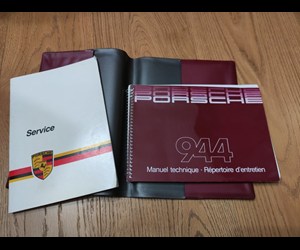 Service
PORSCHE
944
Manuel technique · Répertoire d'entretien